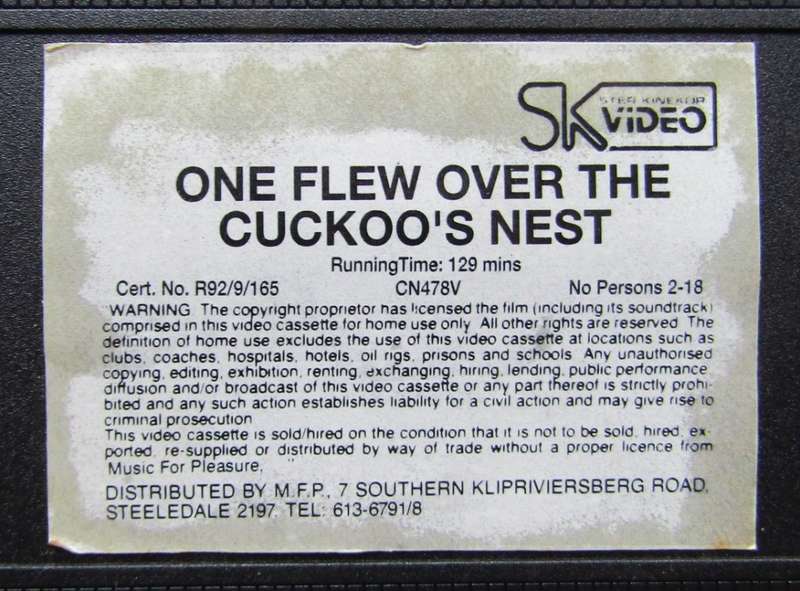 SK STER KINEKOR
VIDEO
ONE FLEW OVER THE
CUCKOO'S NEST
RunningTime: 129 mins
Cert. No. R92/9/165 CN478V No Persons 2-18
WARNING. The copyright proprietor has licensed the film (including its soundtrack)
comprised in this video cassette for home use only. All other rights are reserved. The
definition of home use excludes the use of this video cassette at locations such as
clubs, coaches, hospitals, hotels, oil rigs, prisons and schools. Any unauthorised
copying, editing, exhibition, renting, exchanging, hiring, lending, public performance,
diffusion and/or broadcast of this video cassette or any part thereof is strictly prohi-
bited and any such action establishes liability for a civil action and may give rise to
criminal prosecution
This video cassette is sold/hired on the condition that it is not to be sold, hired, ex-
ported, re-supplied or distributed by way of trade without a proper licence from
Music For Pleasure.
DISTRIBUTED BY M.F.P., 7 SOUTHERN KLIPRIVIERSBERG ROAD,
STEELEDALE 2197. TEL: 613-6791/8